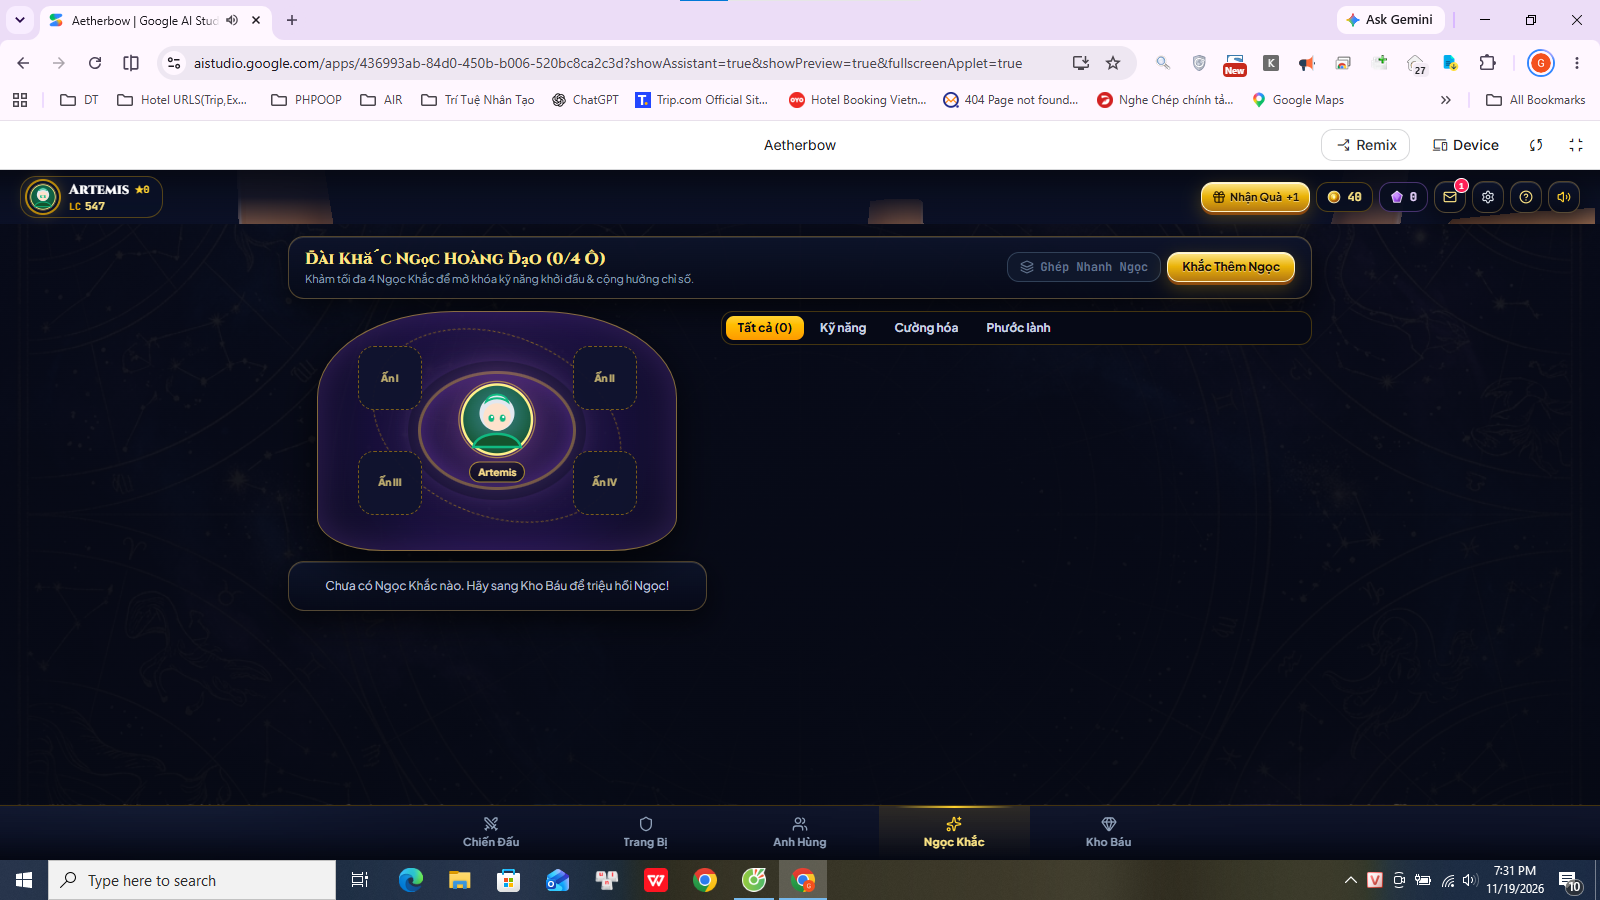 Aetherbow | Google AI Stud
Ask Gemini
aistudio.google.com/apps/436993ab-84d0-450b-b006-520bc8ca2c3d?showAssistant=true&showPreview=true&fullscreenApplet=true
New
K
27
G
DT
Hotel URLS(Trip,Ex...
PHPOOP
AIR
Trí Tuệ Nhân Tạo
ChatGPT
Trip.com Official Sit...
Hotel Booking Vietn...
404 Page not found...
Nghe Chép chính tả...
Google Maps
All Bookmarks
Aetherbow
Remix
Device
Artemis ★0
LC 547
Nhận Quà +1
40
0
1
Đài Khắc Ngọc Hoàng Đạo (0/4 Ô)
Khảm tối đa 4 Ngọc Khắc để mở khóa kỹ năng khởi đầu & cộng hưởng chỉ số.
Ghép Nhanh Ngọc
Khắc Thêm Ngọc
Tất cả (0)
Kỹ năng
Cường hóa
Phước lành
Ấn I
Ấn II
Artemis
Ấn III
Ấn IV
Chưa có Ngọc Khắc nào. Hãy sang Kho Báu để triệu hồi Ngọc!
Chiến Đấu
Trang Bị
Anh Hùng
Ngọc Khắc
Kho Báu
Type here to search
7:31 PM
11/19/2026
10